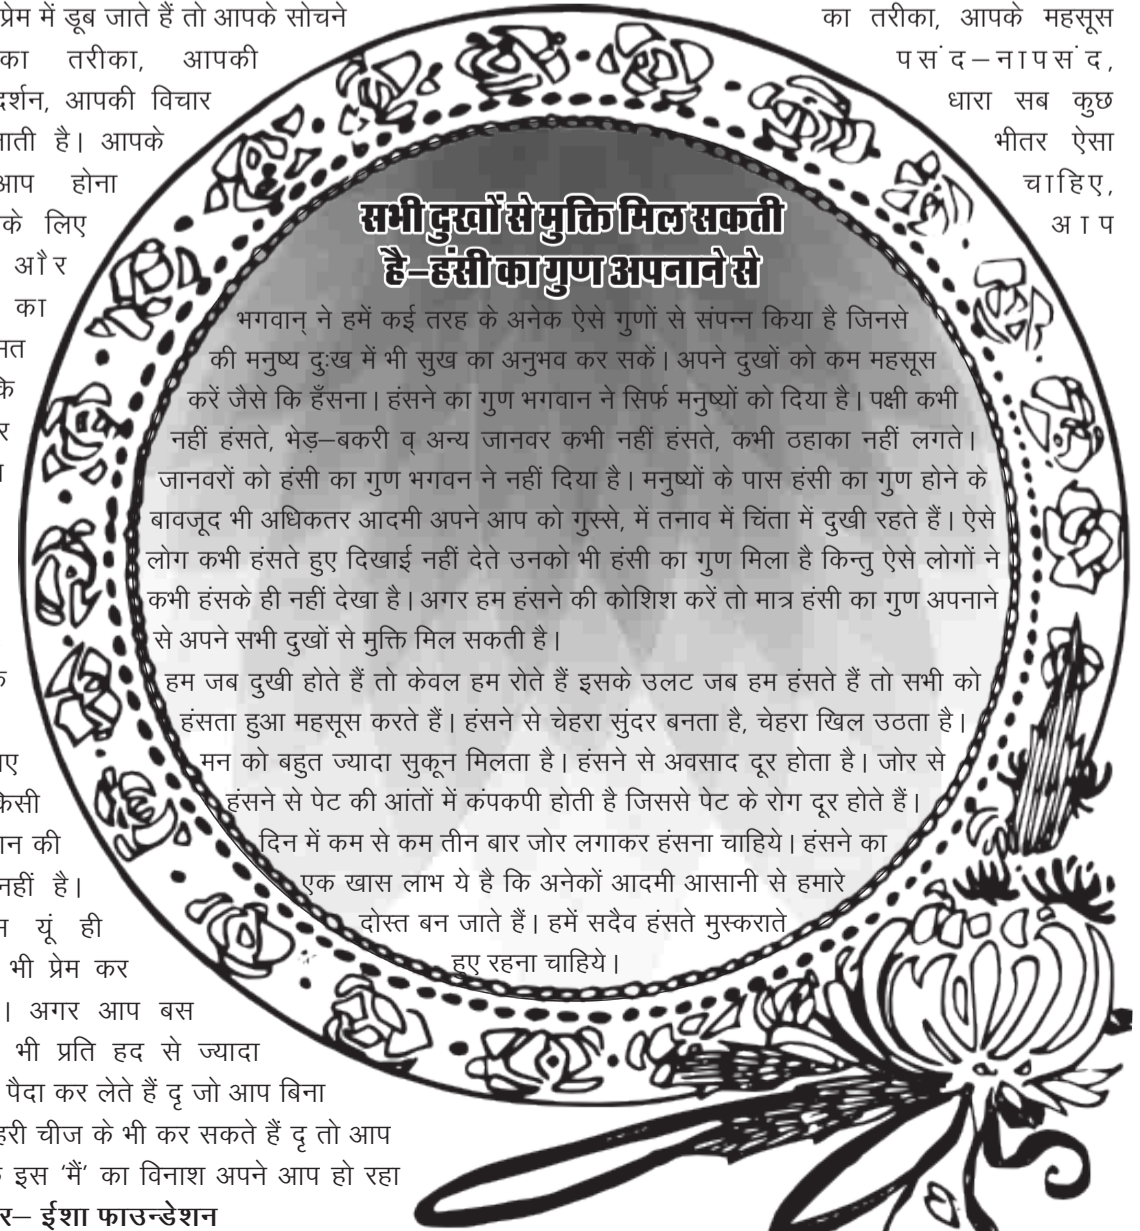 प्रेम में डूब जाते हैं तो आपके सोचने
का तरीका, आपकी
दर्शन, आपकी विचार
जाती है। आपके
आप होना
के लिए
और
का
कि
किसी
की
नहीं है।
यूं ही
भी प्रेम कर
। अगर आप बस
भी प्रति हद से ज्यादा
पैदा कर लेते हैं दृ जो आप बिना
चीज के भी कर सकते हैं दृ तो आप
इस ‘मैं’ का विनाश अपने आप हो रहा
– ईशा फाउन्डेशन
का तरीका, आपके महसूस
पसंद–नापसंद,
धारा सब कुछ
भीतर ऐसा
चाहिए,
आप
सभी दुखों से मुक्ति मिल सकती
है–हंसी का गुण अपनाने से
भगवान् ने हमें कई तरह के अनेक ऐसे गुणों से संपन्न किया है जिनसे
की मनुष्य दुःख में भी सुख का अनुभव कर सकें। अपने दुखों को कम महसूस
करें जैसे कि हँसना। हंसने का गुण भगवान ने सिर्फ मनुष्यों को दिया है। पक्षी कभी
नहीं हंसते, भेड़–बकरी व् अन्य जानवर कभी नहीं हंसते, कभी ठहाका नहीं लगते।
जानवरों को हंसी का गुण भगवन ने नहीं दिया है। मनुष्यों के पास हंसी का गुण होने के
बावजूद भी अधिकतर आदमी अपने आप को गुस्से, में तनाव में चिंता में दुखी रहते हैं। ऐसे
लोग कभी हंसते हुए दिखाई नहीं देते उनको भी हंसी का गुण मिला है किन्तु ऐसे लोगों ने
कभी हंसके ही नहीं देखा है। अगर हम हंसने की कोशिश करें तो मात्र हंसी का गुण अपनाने
से अपने सभी दुखों से मुक्ति मिल सकती है।
हम जब दुखी होते हैं तो केवल हम रोते हैं इसके उलट जब हम हंसते हैं तो सभी को
हंसता हुआ महसूस करते हैं। हंसने से चेहरा सुंदर बनता है, चेहरा खिल उठता है।
मन को बहुत ज्यादा सुकून मिलता है। हंसने से अवसाद दूर होता है। जोर से
हंसने से पेट की आंतों में कंपकपी होती है जिससे पेट के रोग दूर होते हैं।
दिन में कम से कम तीन बार जोर लगाकर हंसना चाहिये। हंसने का
एक खास लाभ ये है कि अनेकों आदमी आसानी से हमारे
दोस्त बन जाते हैं। हमें सदैव हंसते मुस्कराते
हुए रहना चाहिये।